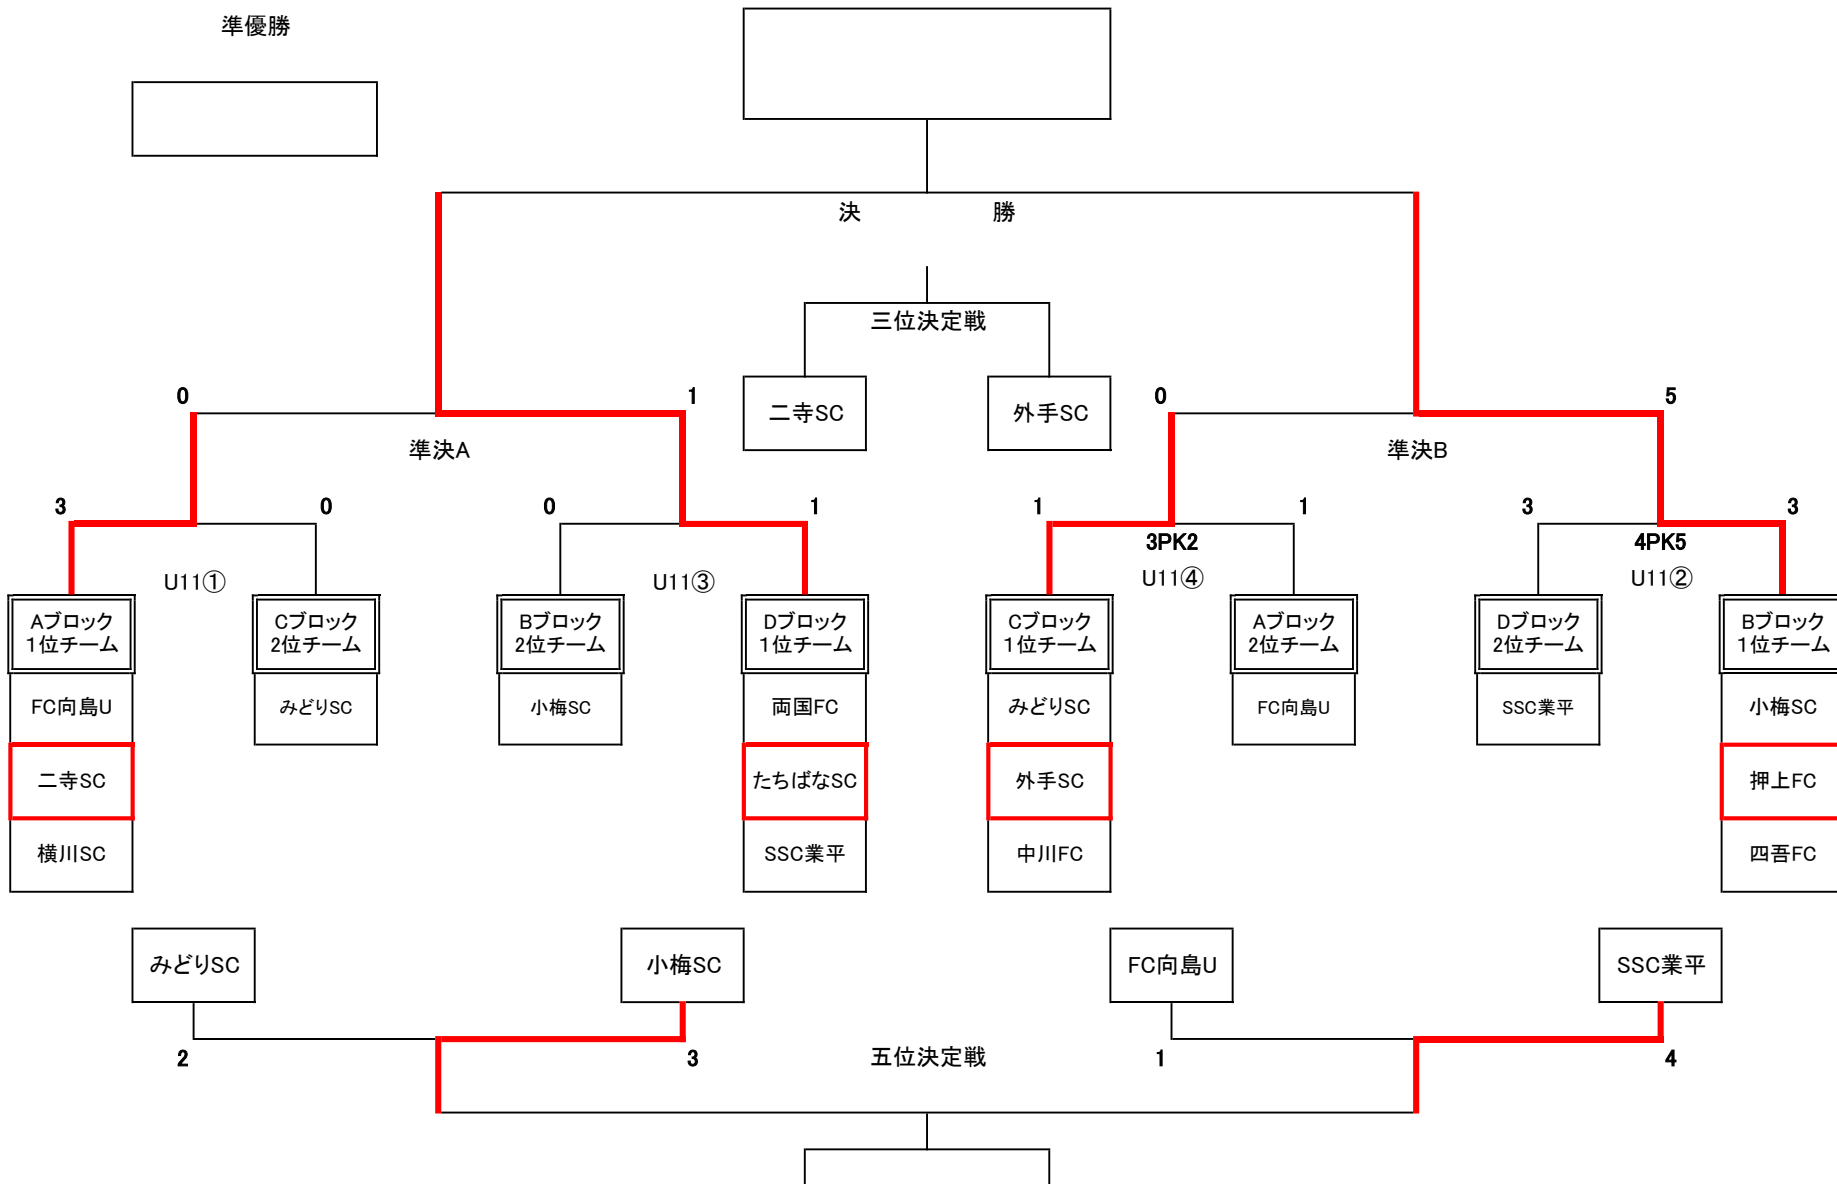 準優勝
決 勝
三位決定戦
0 1 二寺SC 外手SC 0 5
準決A 準決B
3 0 0 1 1 1 3 3
3PK2 4PK5
U11① U11③ U11④ U11②
Aブロック Cブロック Bブロック Dブロック Cブロック Aブロック Dブロック Bブロック
1位チーム 2位チーム 2位チーム 1位チーム 1位チーム 2位チーム 2位チーム 1位チーム
FC向島U みどりSC 小梅SC 両国FC みどりSC FC向島U SSC業平 小梅SC
二寺SC たちばなSC 外手SC 押上FC
横川SC SSC業平 中川FC 四吾FC
みどりSC 小梅SC FC向島U SSC業平
2 3 五位決定戦 1 4